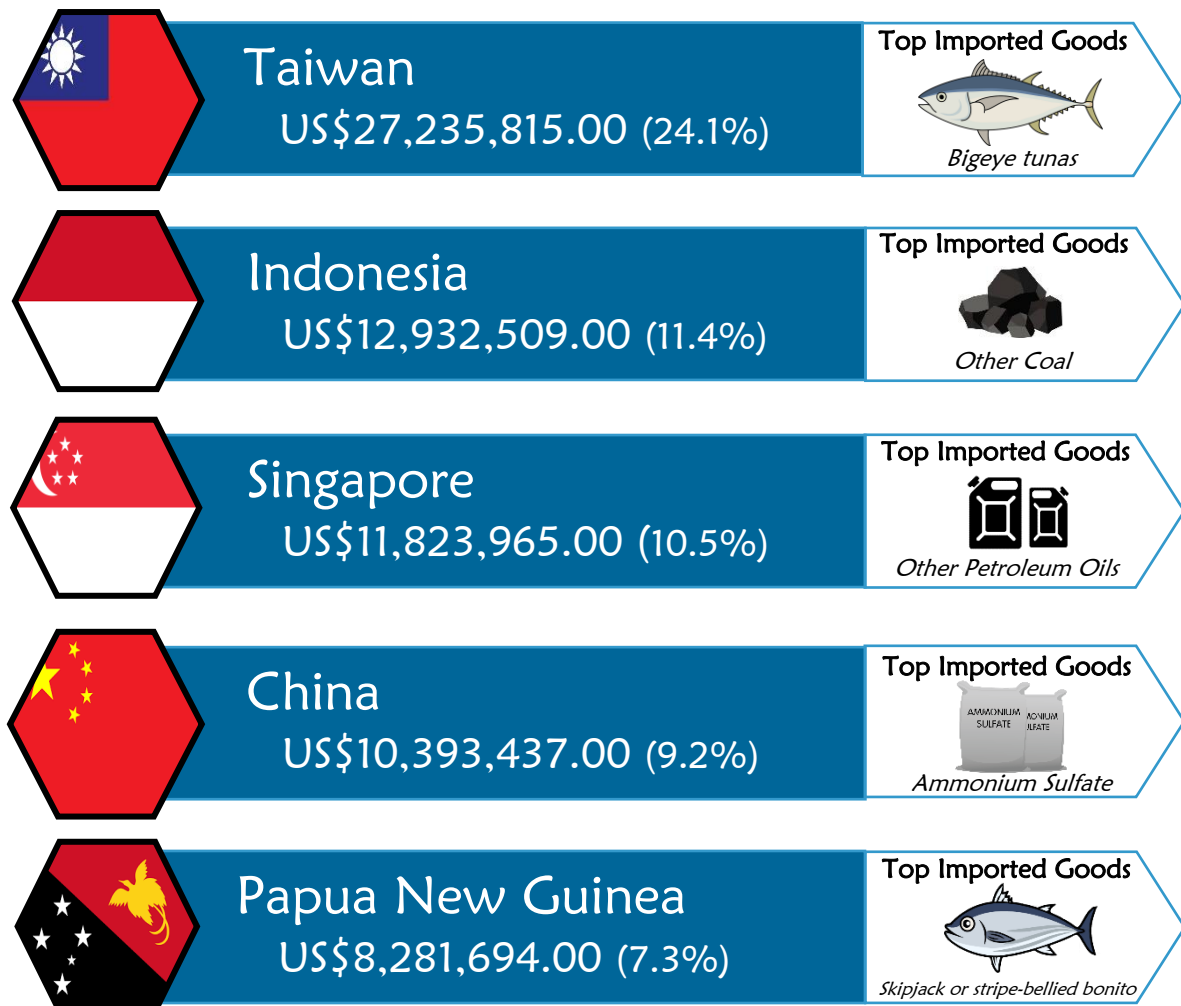 Taiwan
US$27,235,815.00 (24.1%)
Top Imported Goods
Bigeye tunas
Indonesia
US$12,932,509.00 (11.4%)
Top Imported Goods
Other Coal
Singapore
US$11,823,965.00 (10.5%)
Top Imported Goods
Other Petroleum Oils
China
US$10,393,437.00 (9.2%)
Top Imported Goods
AMMONIUM
SULFATE
Ammonium Sulfate
Papua New Guinea
US$8,281,694.00 (7.3%)
Top Imported Goods
Skipjack or stripe-bellied bonito